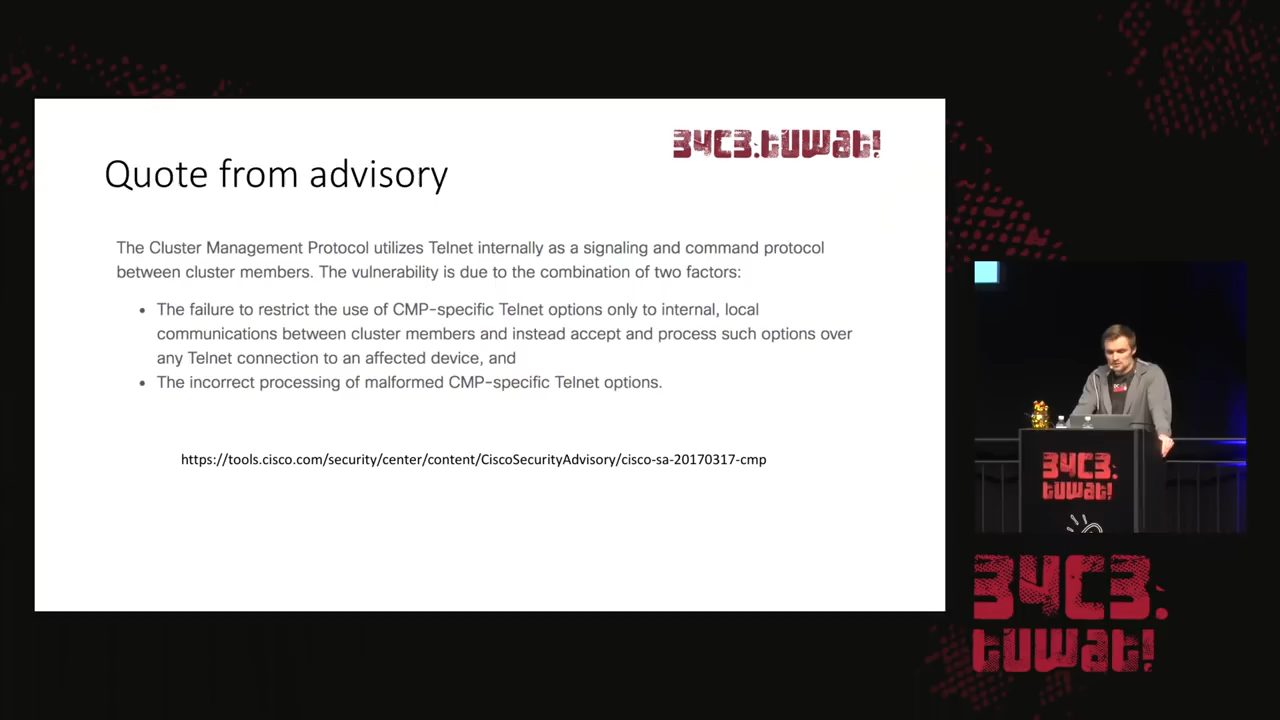 34C3.tuwat!
Quote from advisory
The Cluster Management Protocol utilizes Telnet internally as a signaling and command protocol
between cluster members. The vulnerability is due to the combination of two factors:
• The failure to restrict the use of CMP-specific Telnet options only to internal, local
communications between cluster members and instead accept and process such options over
any Telnet connection to an affected device, and
• The incorrect processing of malformed CMP-specific Telnet options.
https://tools.cisco.com/security/center/content/CiscoSecurityAdvisory/cisco-sa-20170317-cmp
34C3.
tuwat!
34C3.
tuwat!